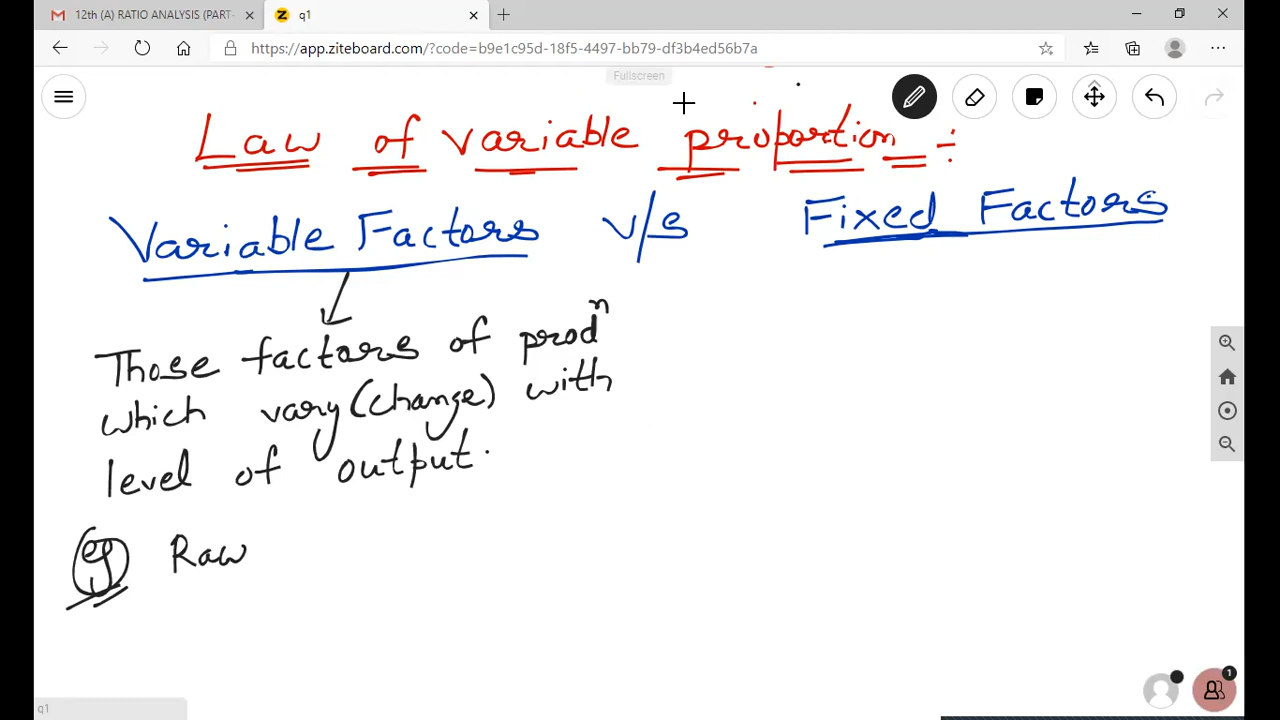 12th (A) RATIO ANALYSIS (PART-
q1
https://app.ziteboard.com/?code=b9e1c95d-18f5-4497-bb79-df3b4ed56b7a
Fullscreen
Law of variable proportion :-
Variable Factors v/s Fixed Factors
Those factors of prodⁿ
which vary (change) with
level of output.
eg Raw
1
q1